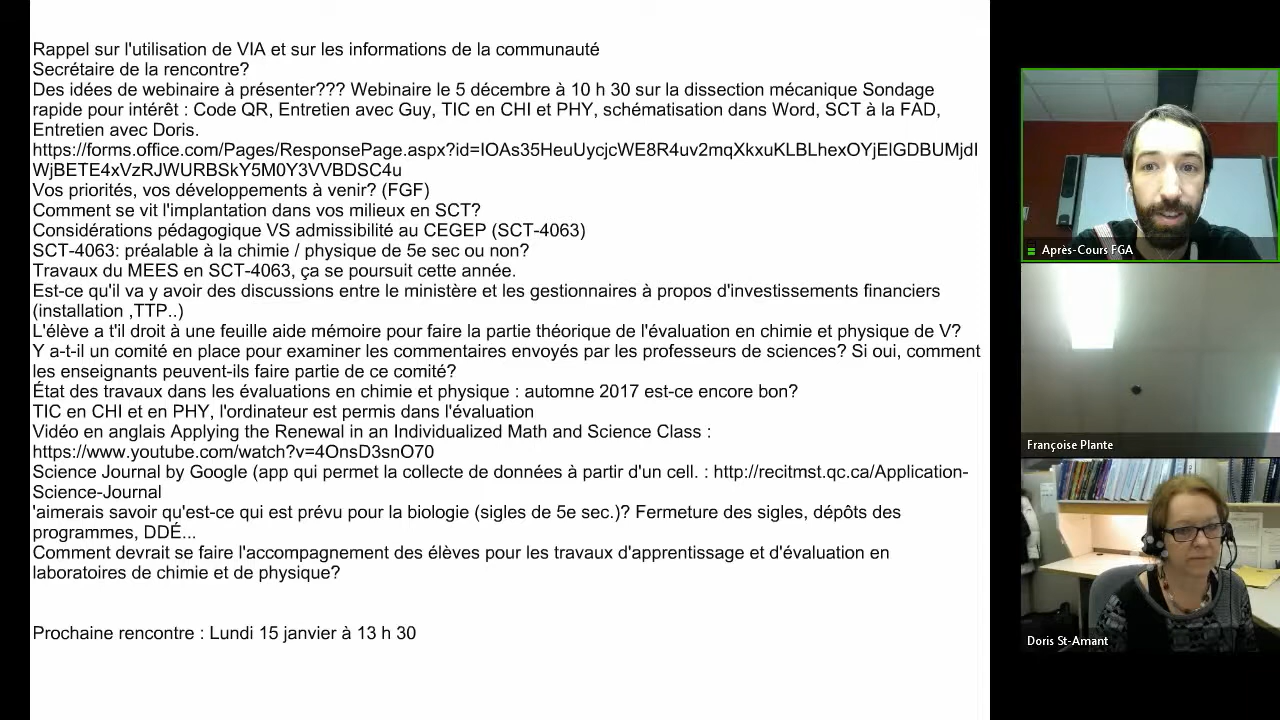 Rappel sur l'utilisation de VIA et sur les informations de la communauté
Secrétaire de la rencontre?
Des idées de webinaire à présenter??? Webinaire le 5 décembre à 10 h 30 sur la dissection mécanique Sondage
rapide pour intérêt : Code QR, Entretien avec Guy, TIC en CHI et PHY, schématisation dans Word, SCT à la FAD,
Entretien avec Doris.
https://forms.office.com/Pages/ResponsePage.aspx?id=IOAs35HeuUycjcWE8R4uv2mqXkxuKLBLhexOYjElGDBUMjdI
WjBETE4xVzRJWURBSkY5M0Y3VVBDSC4u
Vos priorités, vos développements à venir? (FGF)
Comment se vit l'implantation dans vos milieux en SCT?
Considérations pédagogique VS admissibilité au CEGEP (SCT-4063)
SCT-4063: préalable à la chimie / physique de 5e sec ou non?
Travaux du MEES en SCT-4063, ça se poursuit cette année.
Est-ce qu'il va y avoir des discussions entre le ministère et les gestionnaires à propos d'investissements financiers
(installation ,TTP..)
L'élève a t'il droit à une feuille aide mémoire pour faire la partie théorique de l'évaluation en chimie et physique de V?
Y a-t-il un comité en place pour examiner les commentaires envoyés par les professeurs de sciences? Si oui, comment
les enseignants peuvent-ils faire partie de ce comité?
État des travaux dans les évaluations en chimie et physique : automne 2017 est-ce encore bon?
TIC en CHI et en PHY, l'ordinateur est permis dans l'évaluation
Vidéo en anglais Applying the Renewal in an Individualized Math and Science Class :
https://www.youtube.com/watch?v=4OnsD3snO70
Science Journal by Google (app qui permet la collecte de données à partir d'un cell. : http://recitmst.qc.ca/Application-
Science-Journal
'aimerais savoir qu'est-ce qui est prévu pour la biologie (sigles de 5e sec.)? Fermeture des sigles, dépôts des
programmes, DDÉ...
Comment devrait se faire l'accompagnement des élèves pour les travaux d'apprentissage et d'évaluation en
laboratoires de chimie et de physique?
Prochaine rencontre : Lundi 15 janvier à 13 h 30
Après-Cours FGA
Françoise Plante
Doris St-Amant